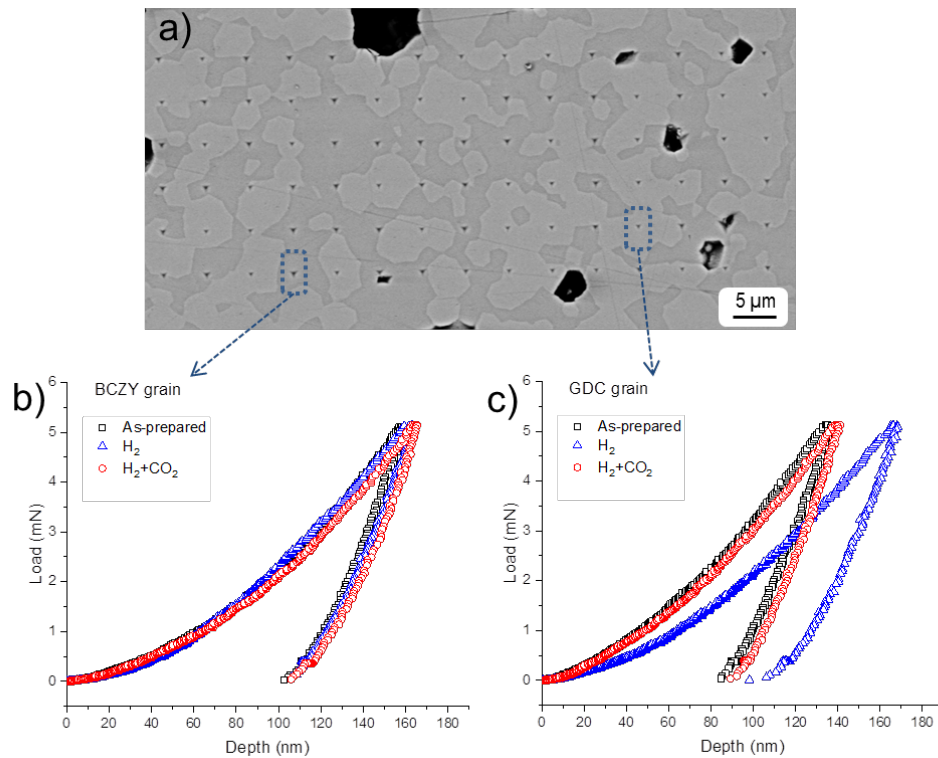 a)
5 µm
b)
BCZY grain
As-prepared
H₂
H₂+CO₂
6
5
4
3
2
1
0
Load (mN)
0 20 40 60 80 100 120 140 160 180
Depth (nm)
c)
GDC grain
As-prepared
H₂
H₂+CO₂
6
5
4
3
2
1
0
Load (mN)
0 20 40 60 80 100 120 140 160 180
Depth (nm)